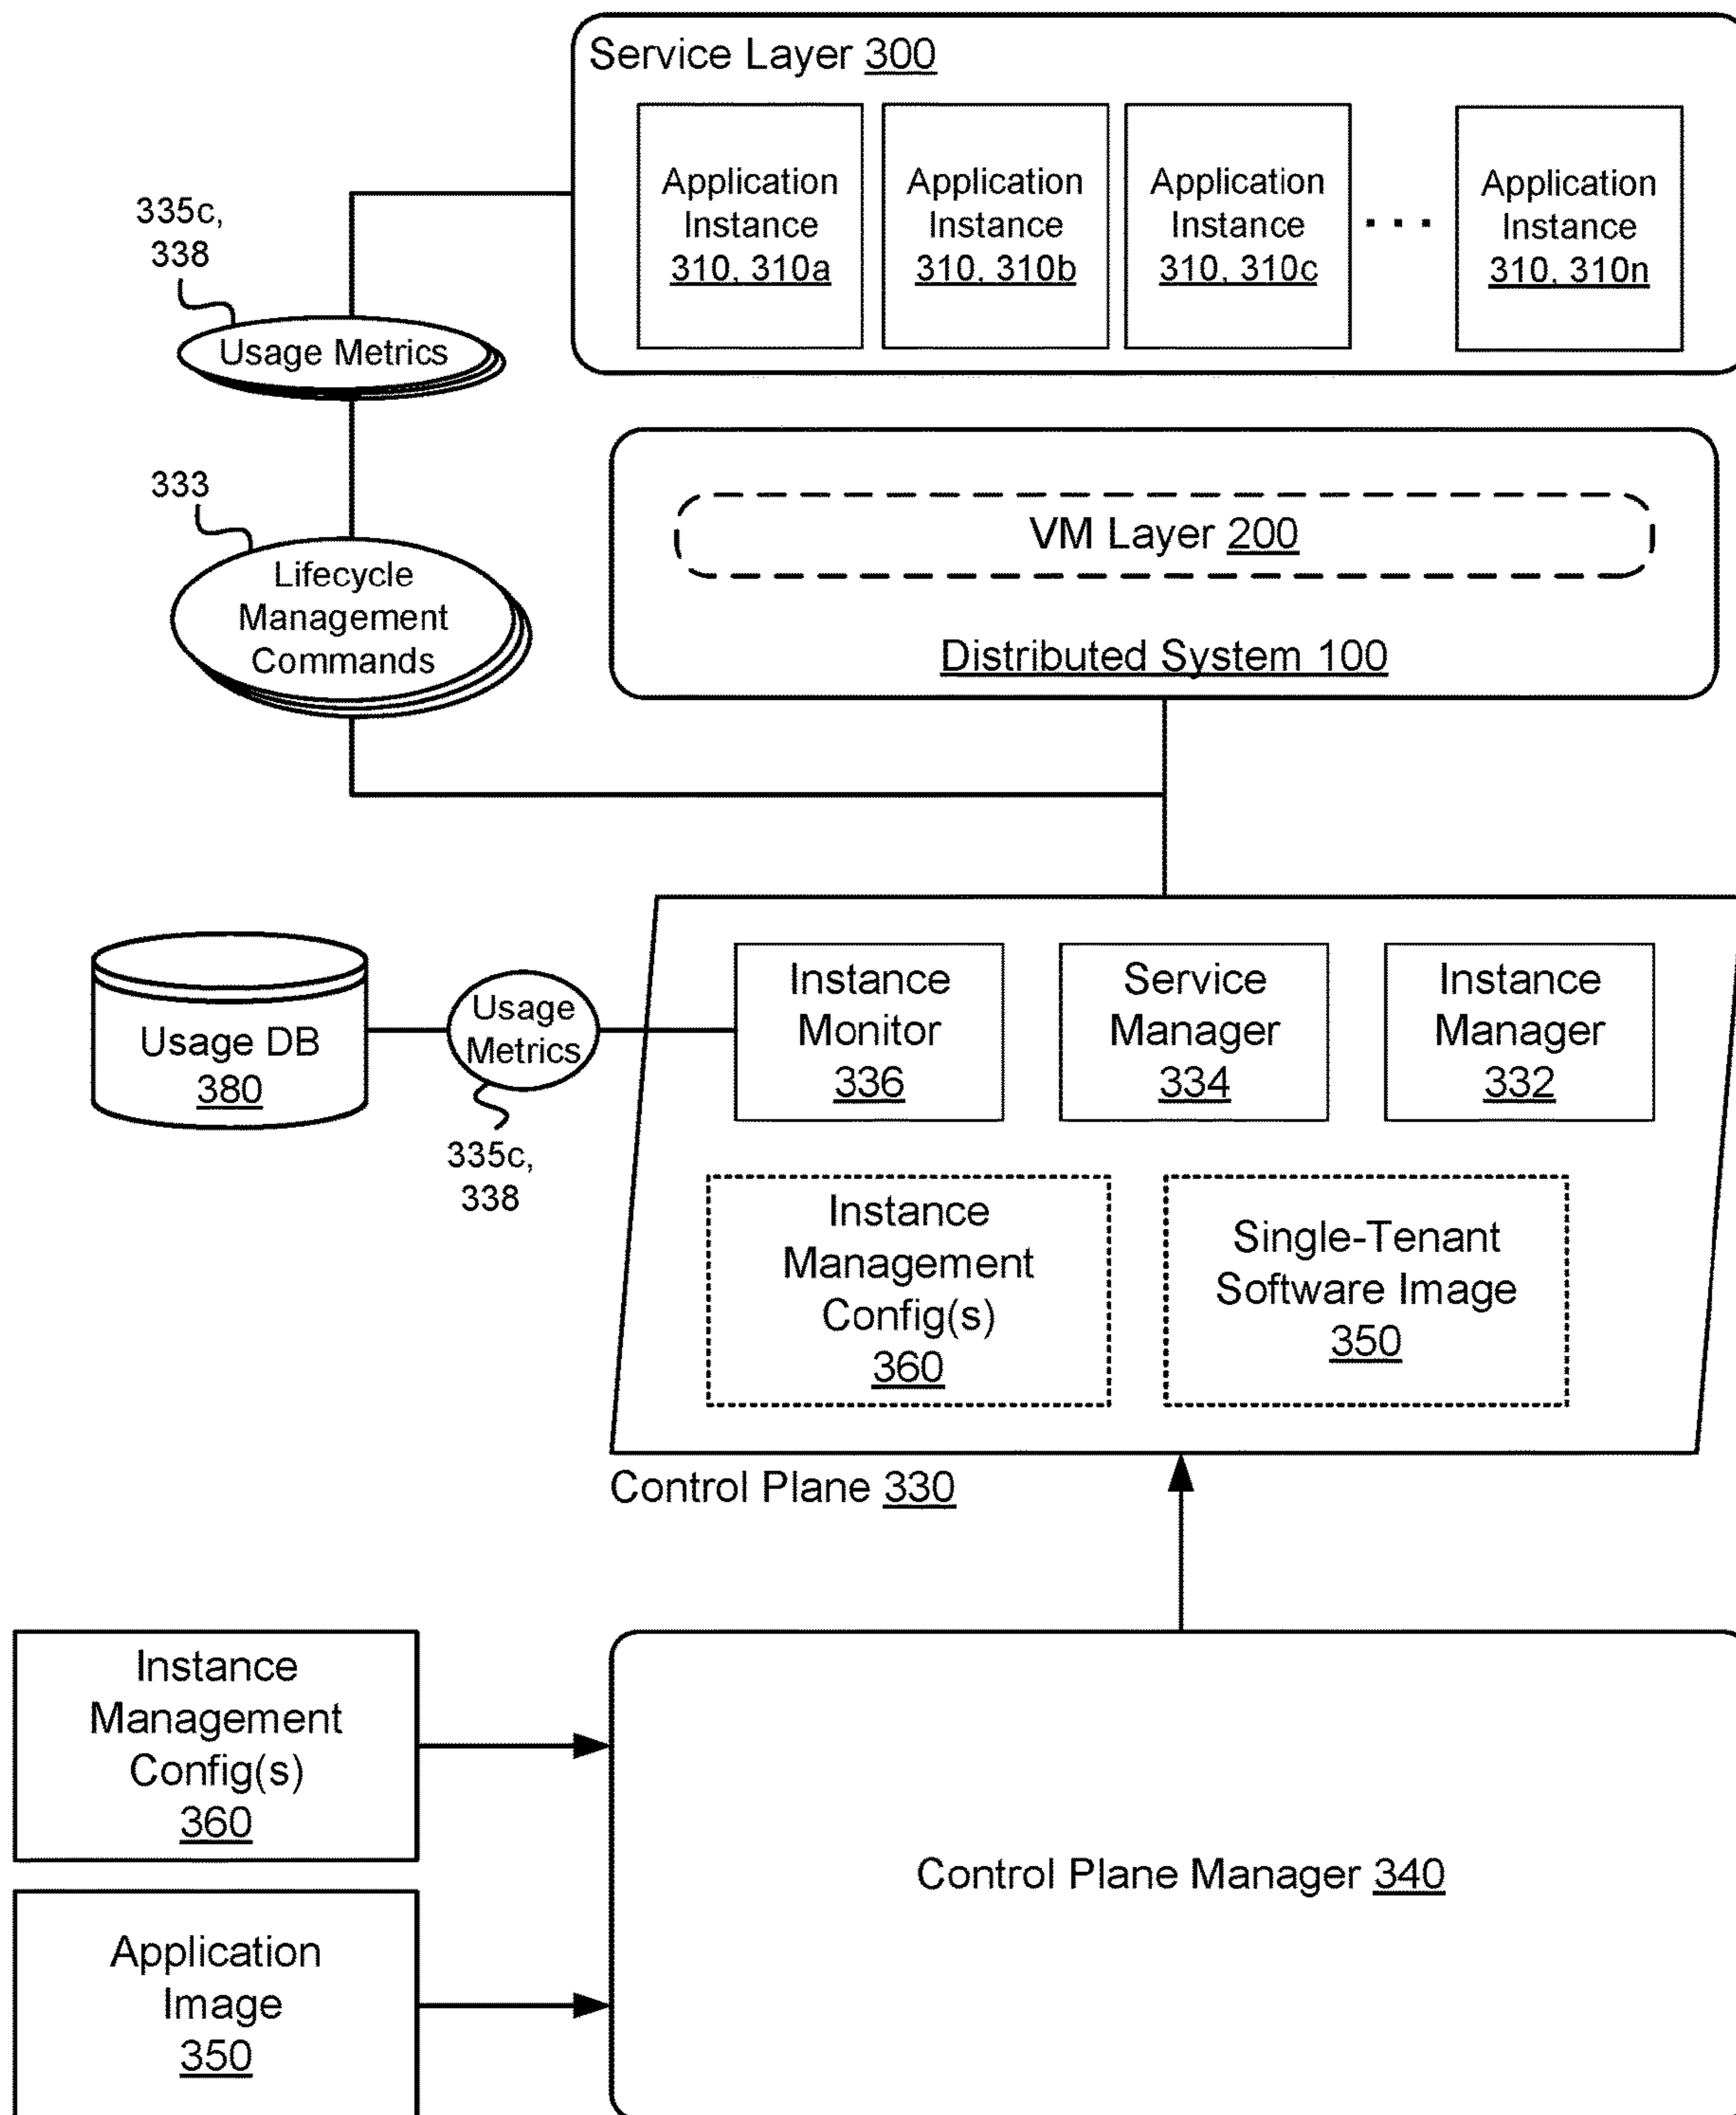 Service Layer 300
Application
Instance
310, 310a
Application
Instance
310, 310b
Application
Instance
310, 310c
. . .
Application
Instance
310, 310n
335c,
338
Usage Metrics
333
Lifecycle
Management
Commands
VM Layer 200
Distributed System 100
Usage DB
380
Usage
Metrics
335c,
338
Instance
Monitor
336
Service
Manager
334
Instance
Manager
332
Instance
Management
Config(s)
360
Single-Tenant
Software Image
350
Control Plane 330
Instance
Management
Config(s)
360
Application
Image
350
Control Plane Manager 340